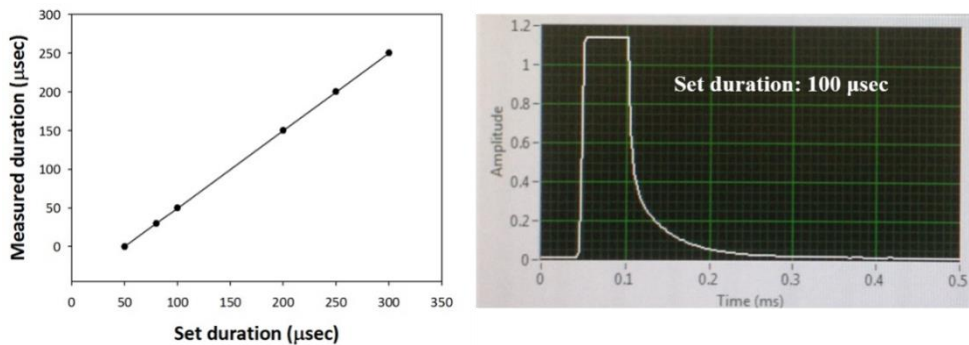 300
250
200
150
100
50
0
Measured duration (μsec)
0 50 100 150 200 250 300 350
Set duration (μsec)
1.2
1
0.8
0.6
0.4
0.2
0
Amplitude
Set duration: 100 μsec
0 0.1 0.2 0.3 0.4 0.5
Time (ms)